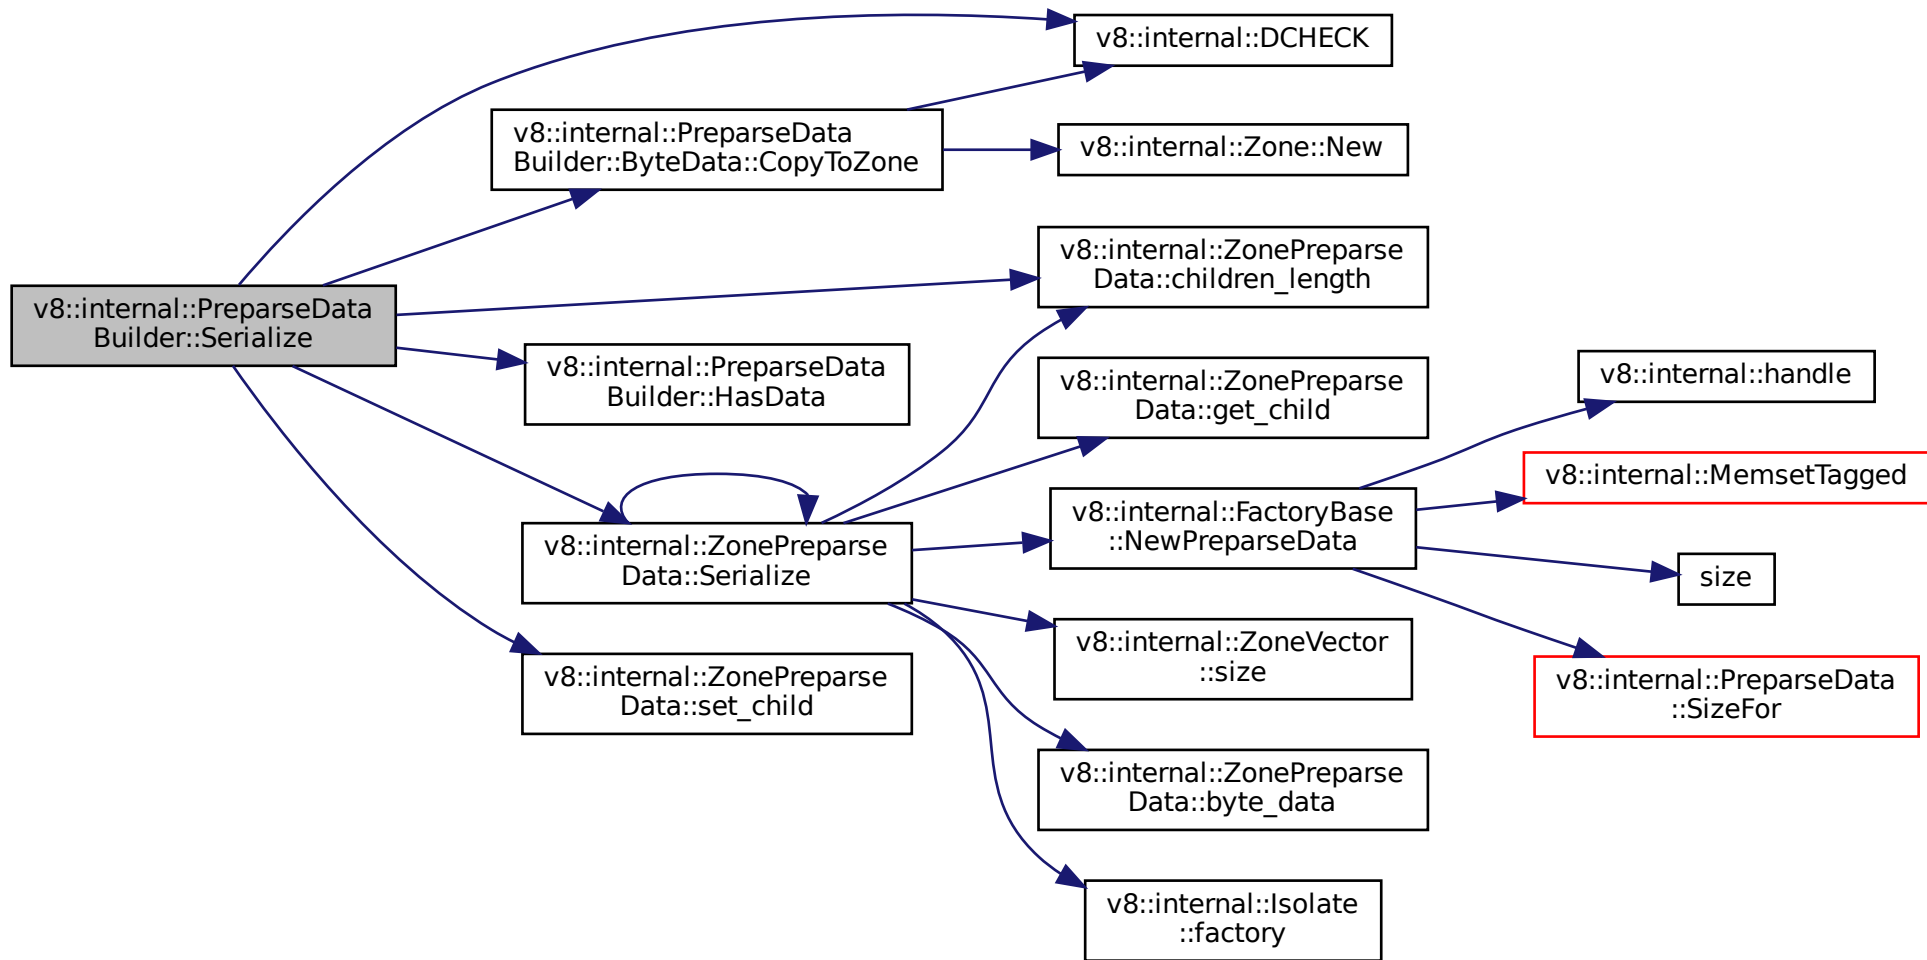 v8::internal::PreparseData
Builder::Serialize
v8::internal::DCHECK
v8::internal::PreparseData
Builder::ByteData::CopyToZone
v8::internal::Zone::New
v8::internal::ZonePreparse
Data::children_length
v8::internal::PreparseData
Builder::HasData
v8::internal::ZonePreparse
Data::get_child
v8::internal::ZonePreparse
Data::Serialize
v8::internal::FactoryBase
::NewPreparseData
v8::internal::handle
v8::internal::MemsetTagged
size
v8::internal::PreparseData
::SizeFor
v8::internal::ZoneVector
::size
v8::internal::ZonePreparse
Data::set_child
v8::internal::ZonePreparse
Data::byte_data
v8::internal::Isolate
::factory